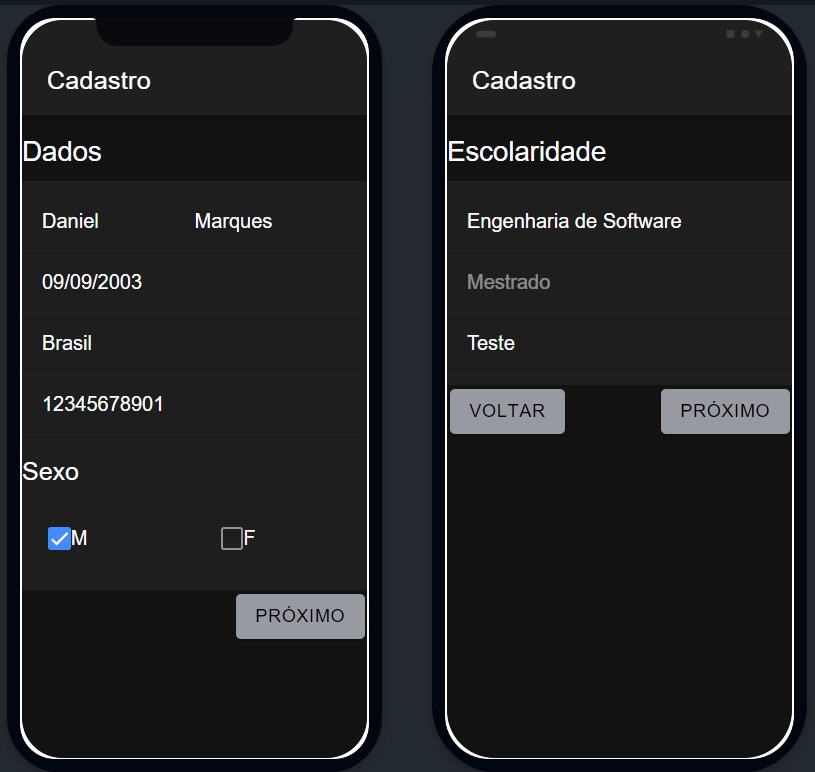 Cadastro
Dados
Daniel Marques
09/09/2003
Brasil
12345678901
Sexo
M F
PRÓXIMO
Cadastro
Escolaridade
Engenharia de Software
Mestrado
Teste
VOLTAR PRÓXIMO